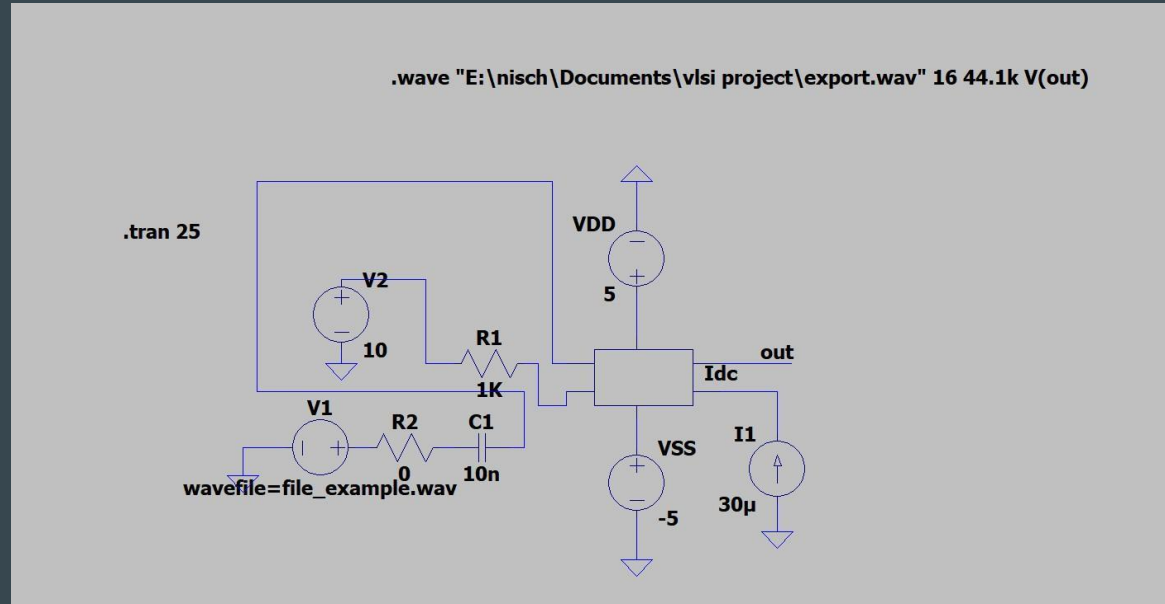 .wave "E:\nisch\Documents\vlsi project\export.wav" 16 44.1k V(out)
.tran 25
VDD
5
V2
10
R1
1K
out
Idc
V1
R2
0
C1
10n
wavefile=file_example.wav
VSS
-5
I1
30µ